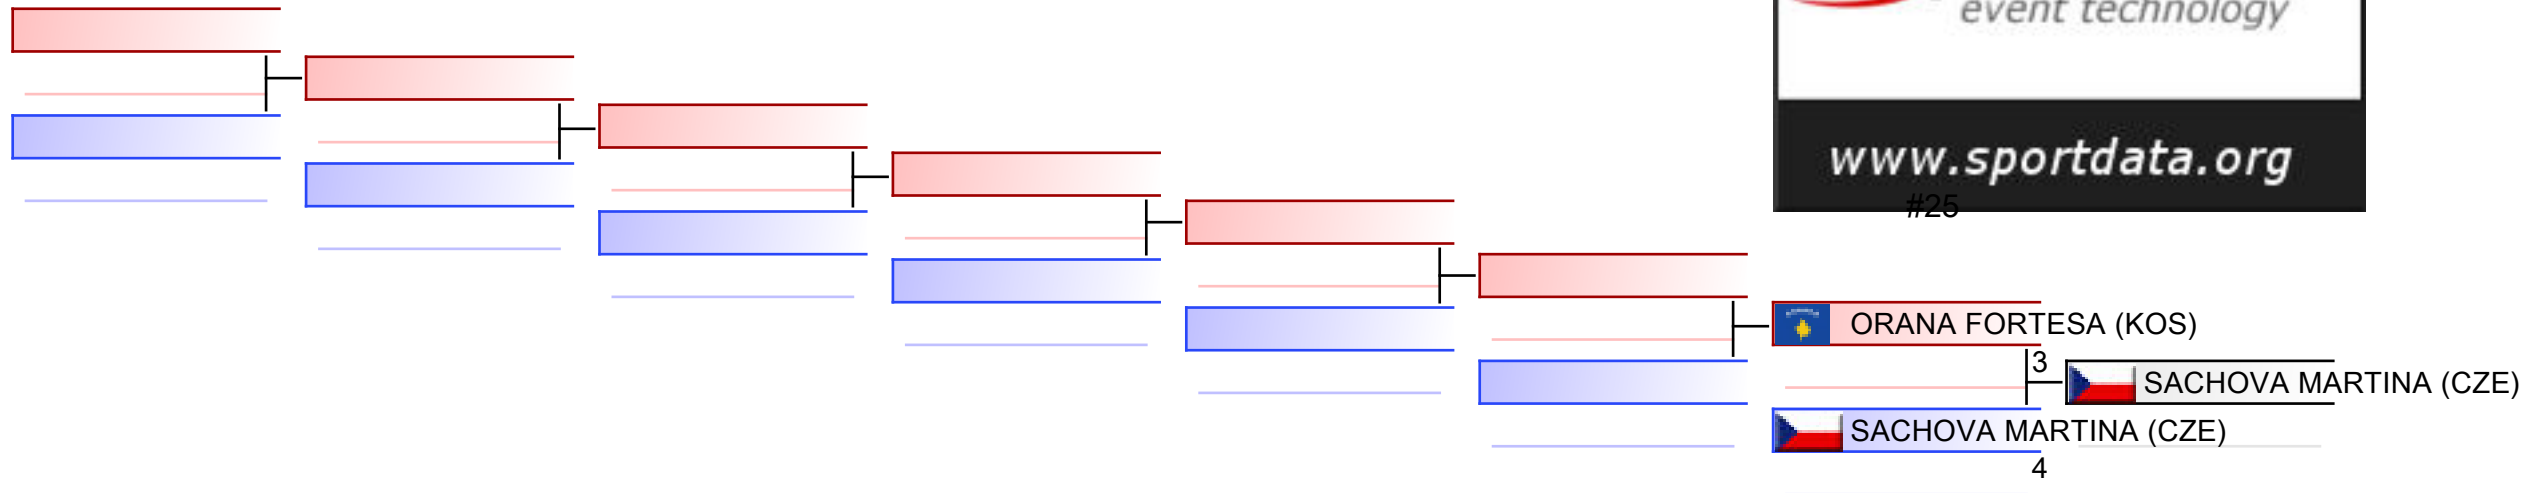 event technology
www.sportdata.org
#25
ORANA FORTESA (KOS)
3
SACHOVA MARTINA (CZE)
SACHOVA MARTINA (CZE)
4